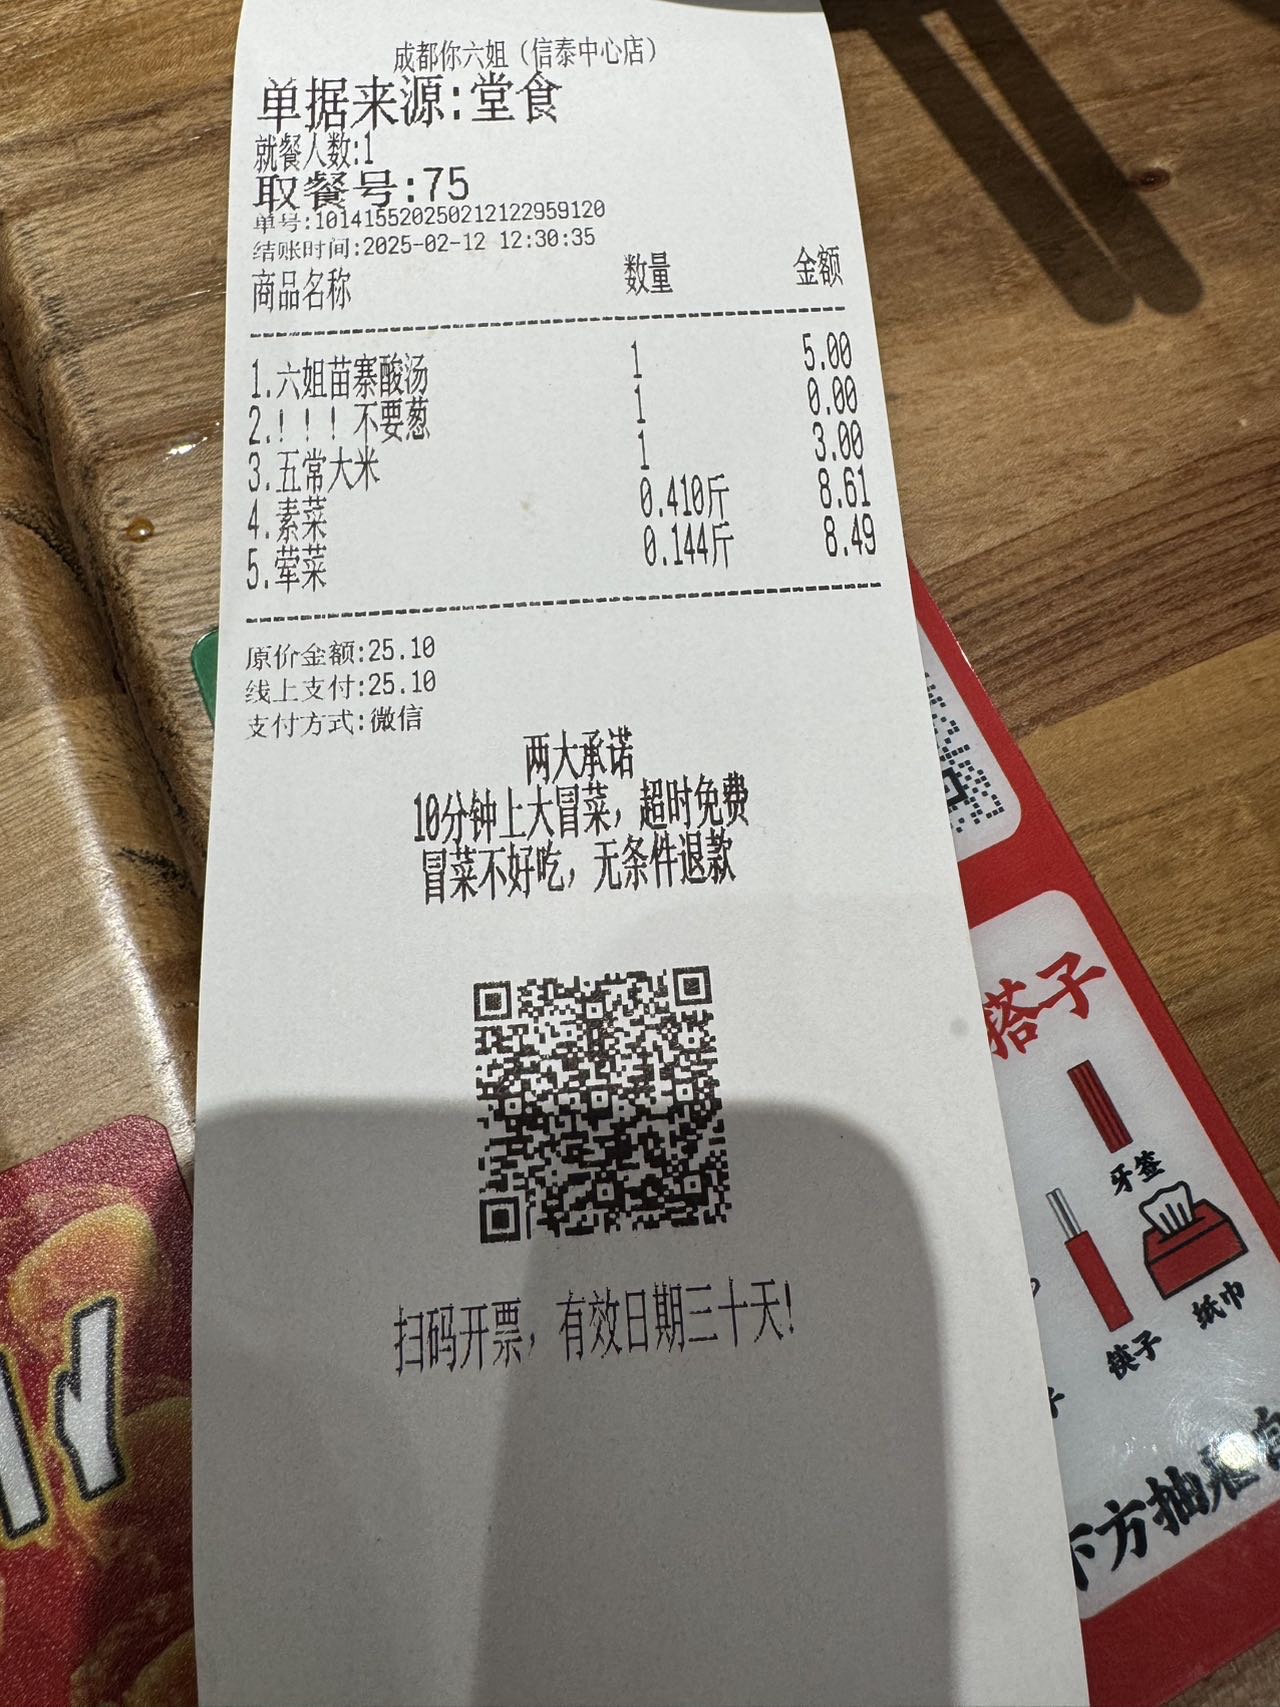 成都你六姐（信泰中心店）
单据来源:堂食
就餐人数:1
取餐号:75
单号:10141552025021212​2959120
结账时间:2025-02-12 12:30:35
商品名称 数量 金额
1.六姐苗寨酸汤 1 5.00
2.！！！不要葱 1 0.00
3.五常大米 1 3.00
4.素菜 0.410斤 8.61
5.荤菜 0.144斤 8.49
原价金额:25.10
线上支付:25.10
支付方式:微信
两大承诺
10分钟上大冒菜，超时免费
冒菜不好吃，无条件退款
扫码开票，有效日期三十天!
搭子
牙签
纸巾
筷子
下方抽屉